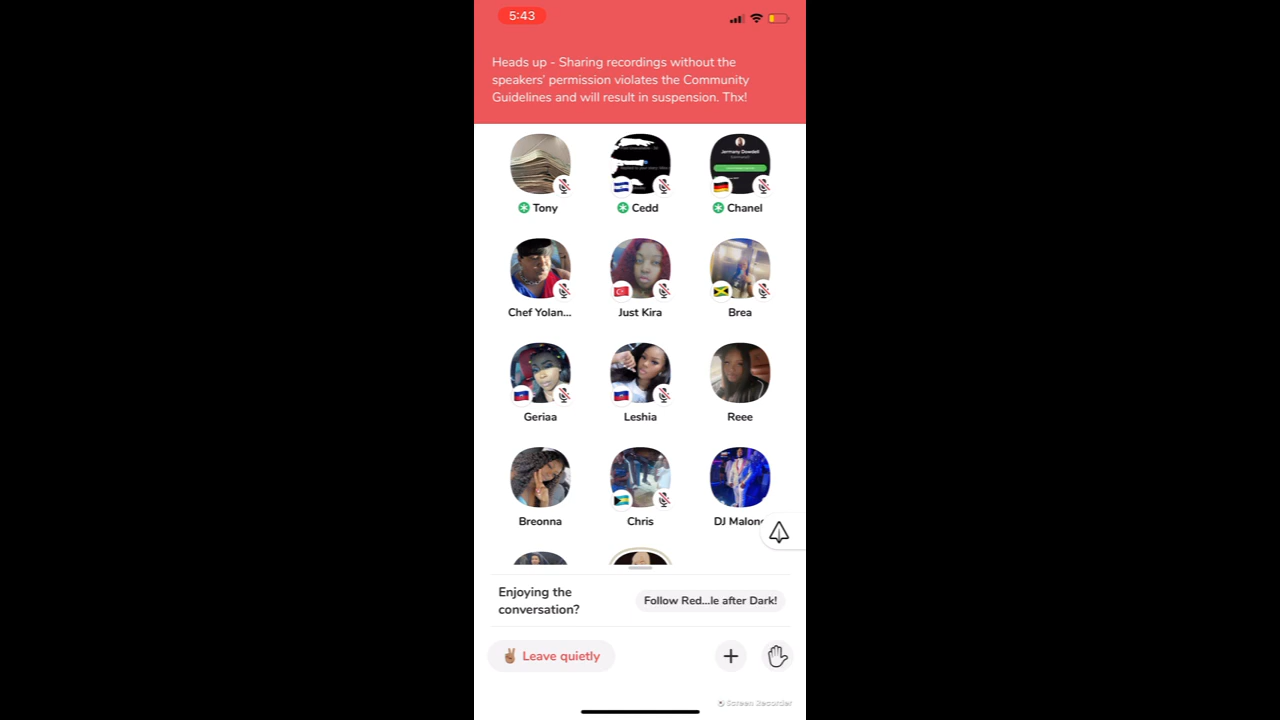 5:43
Heads up - Sharing recordings without the
speakers' permission violates the Community
Guidelines and will result in suspension. Thx!
Jermany Dowdell
Tony
Cedd
Chanel
Chef Yolan...
Just Kira
Brea
Geriaa
Leshia
Reee
Breonna
Chris
DJ Malon
Enjoying the
conversation?
Follow Red...le after Dark!
Leave quietly
Screen Recorder